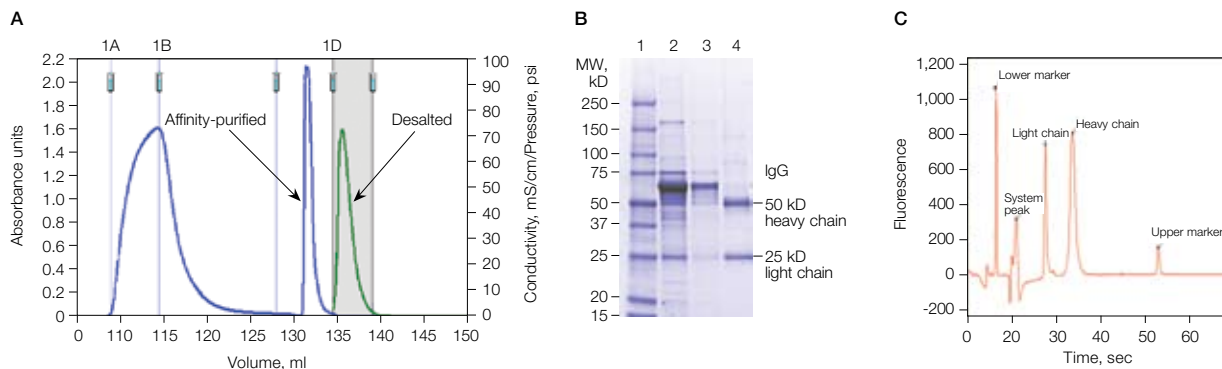 A
1A 1B 1D
2.2
2.0
1.8
1.6
1.4
1.2
1.0
0.8
0.6
0.4
0.2
0
Absorbance units
Affinity-purified
Desalted
100
90
80
70
60
50
40
30
20
10
0
Conductivity, mS/cm/Pressure, psi
0 110 115 120 125 130 135 140 145 150
Volume, ml
B
1 2 3 4
MW,
kD
250
150
100
75
50
37
25
20
15
IgG
50 kD
heavy chain
25 kD
light chain
C
1,200
1,000
800
600
400
200
0
-200
Fluorescence
Lower marker
Light chain
Heavy chain
System
peak
Upper marker
0 20 40 60
Time, sec